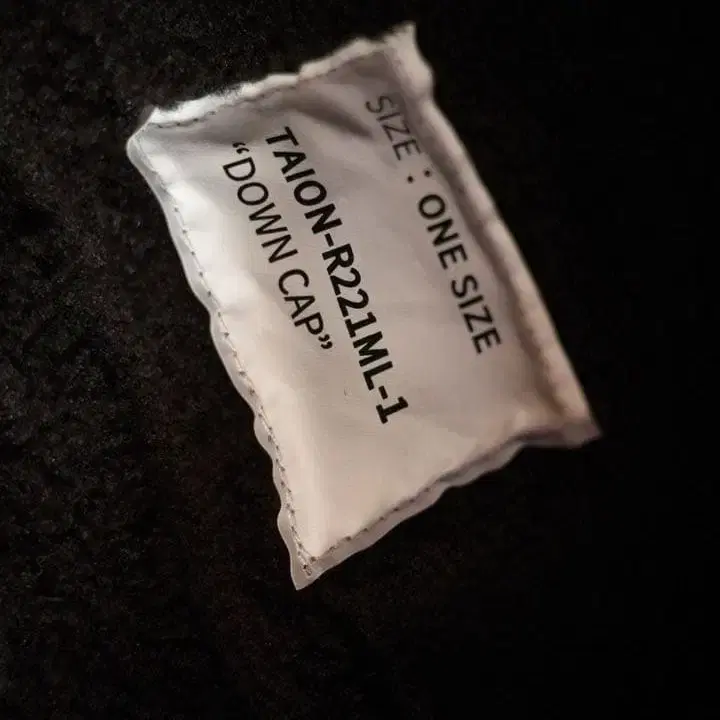 SIZE : ONE SIZE
TAION-R221ML-1
“DOWN CAP”